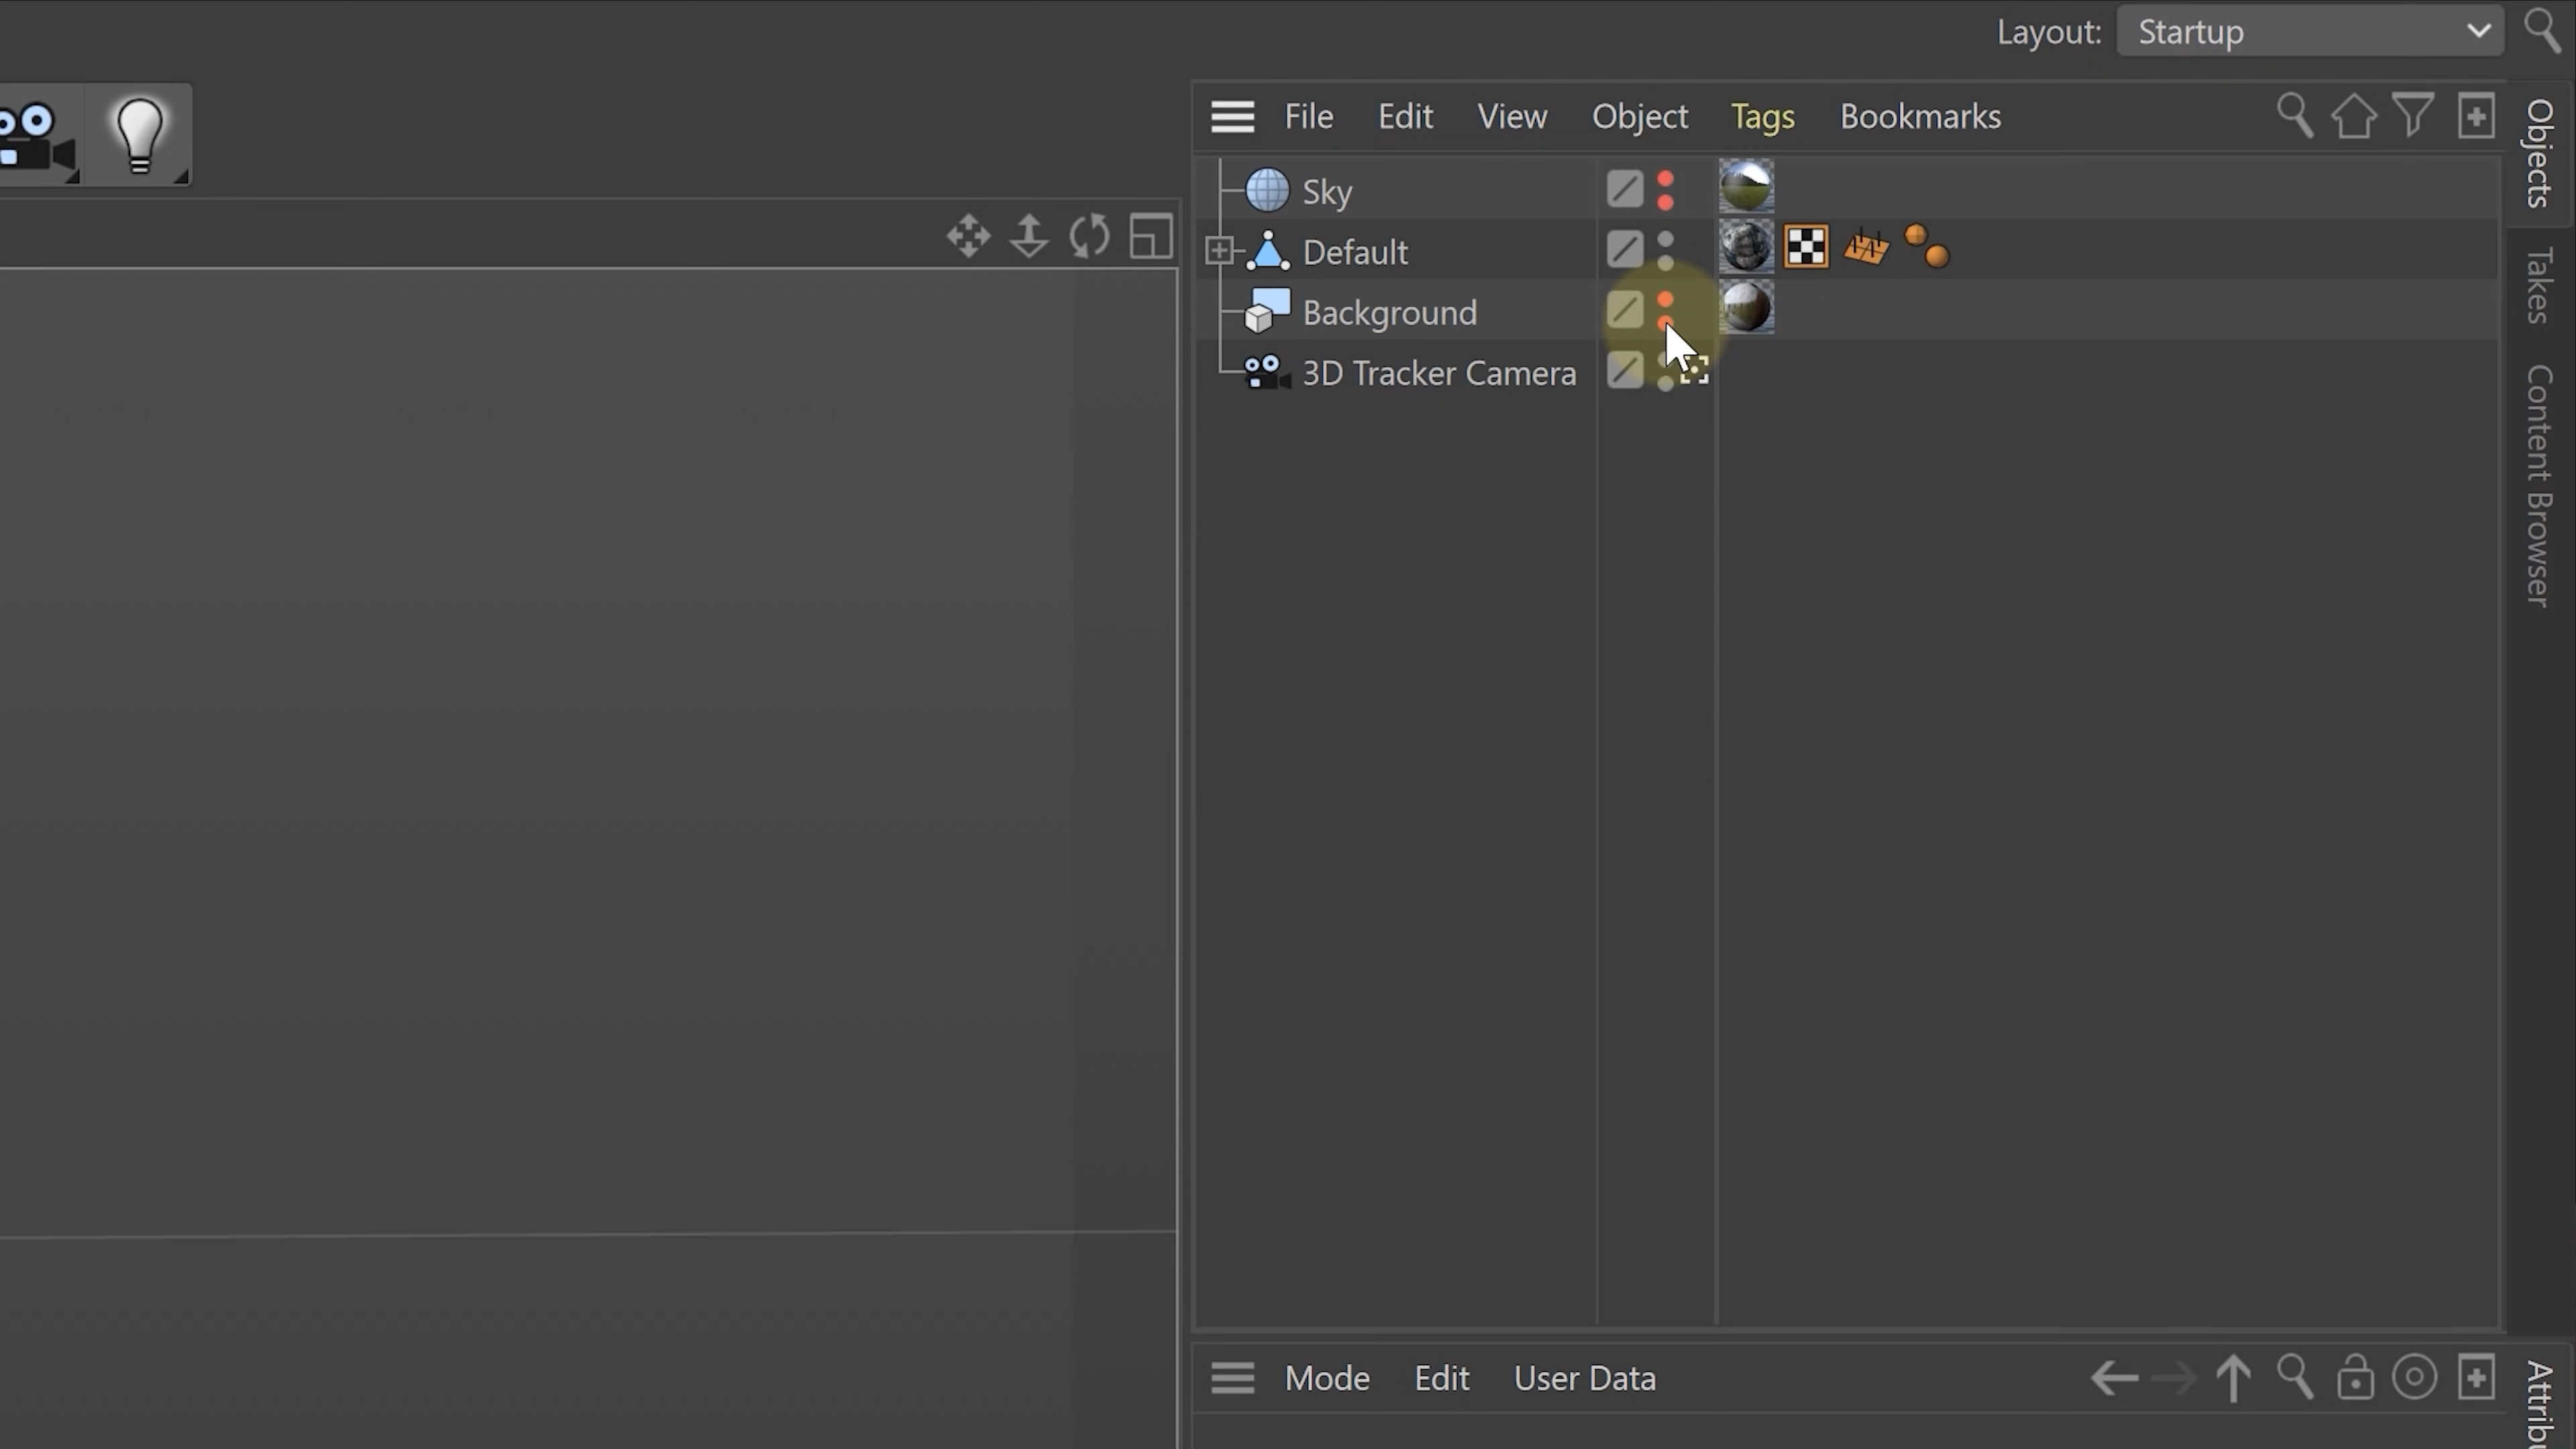 Layout: Startup
File Edit View Object Tags Bookmarks
Sky
Default
Background
3D Tracker Camera
Objects
Takes
Content Browser
Mode Edit User Data
Attribu